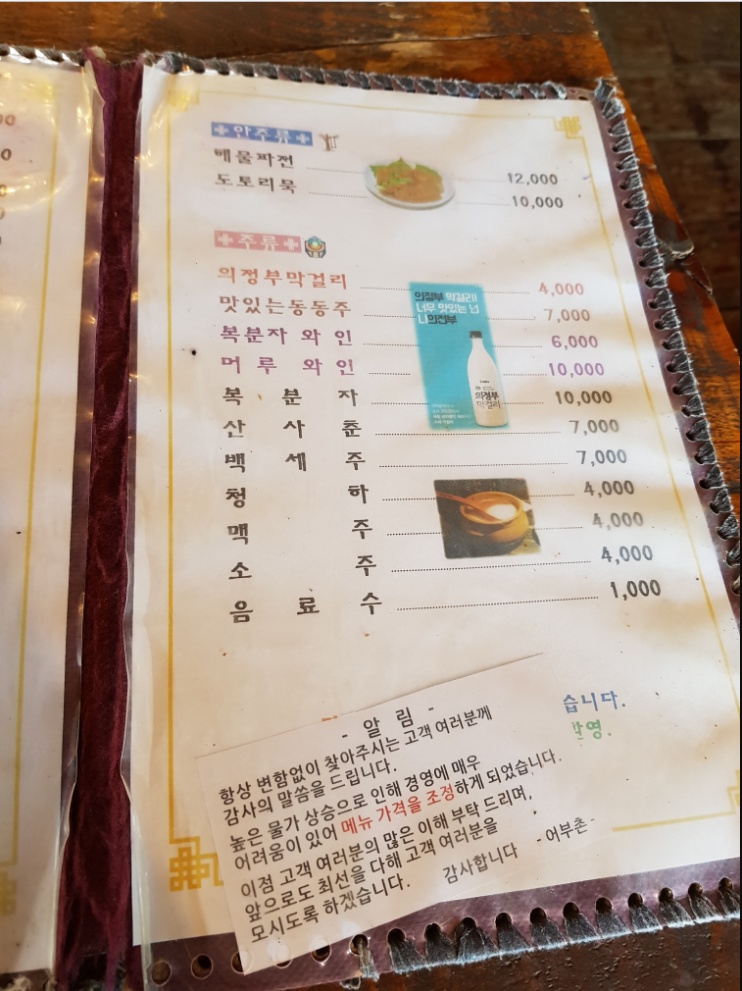 안주류
해물파전 12,000
도토리묵 10,000
주류
의정부막걸리 4,000
맛있는동동주 7,000
복분자 와인 6,000
머루 와인 10,000
복분자 10,000
산사춘 7,000
백세주 7,000
청하 4,000
맥주 4,000
소주 4,000
음료수 1,000
의정부 막걸리
너무 맛있는 넘
의정부
막걸리
습니다.
환영.
- 알 림 -
항상 변함없이 찾아주시는 고객 여러분께
감사의 말씀을 드립니다.
높은 물가 상승으로 인해 경영에 매우
어려움이 있어 메뉴 가격을 조정하게 되었습니다.
이점 고객 여러분의 많은 이해 부탁 드리며,
앞으로도 최선을 다해 고객 여러분을
모시도록 하겠습니다. 감사합니다 -어부촌-